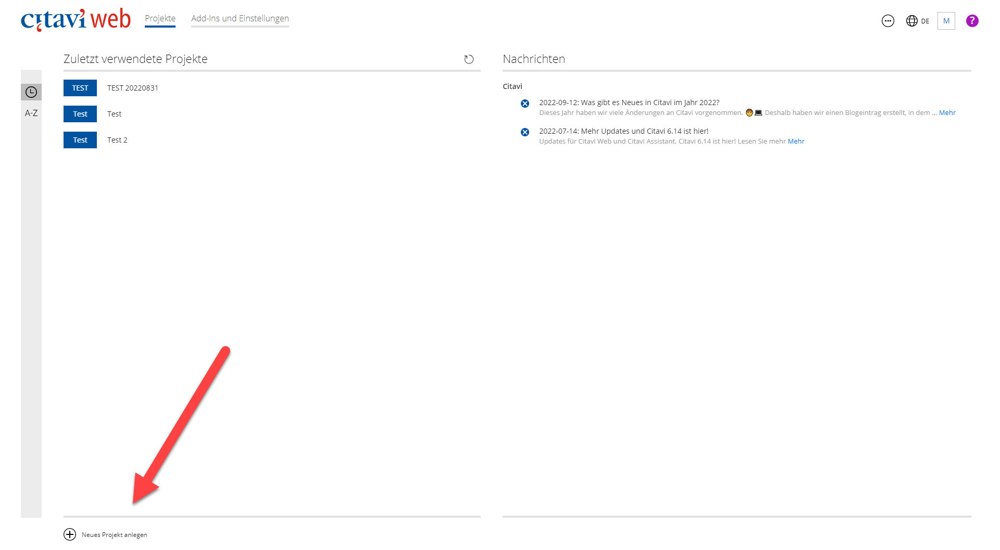 citavi web
Projekte
Add-Ins und Einstellungen
DE
M
?
Zuletzt verwendete Projekte
A-Z
TEST TEST 20220831
Test Test
Test Test 2
Neues Projekt anlegen
Nachrichten
Citavi
2022-09-12: Was gibt es Neues in Citavi im Jahr 2022?
Dieses Jahr haben wir viele Änderungen an Citavi vorgenommen. 🧑💻 Deshalb haben wir einen Blogeintrag erstellt, in dem ... Mehr
2022-07-14: Mehr Updates und Citavi 6.14 ist hier!
Updates für Citavi Web und Citavi Assistant. Citavi 6.14 ist hier! Lesen Sie mehr Mehr